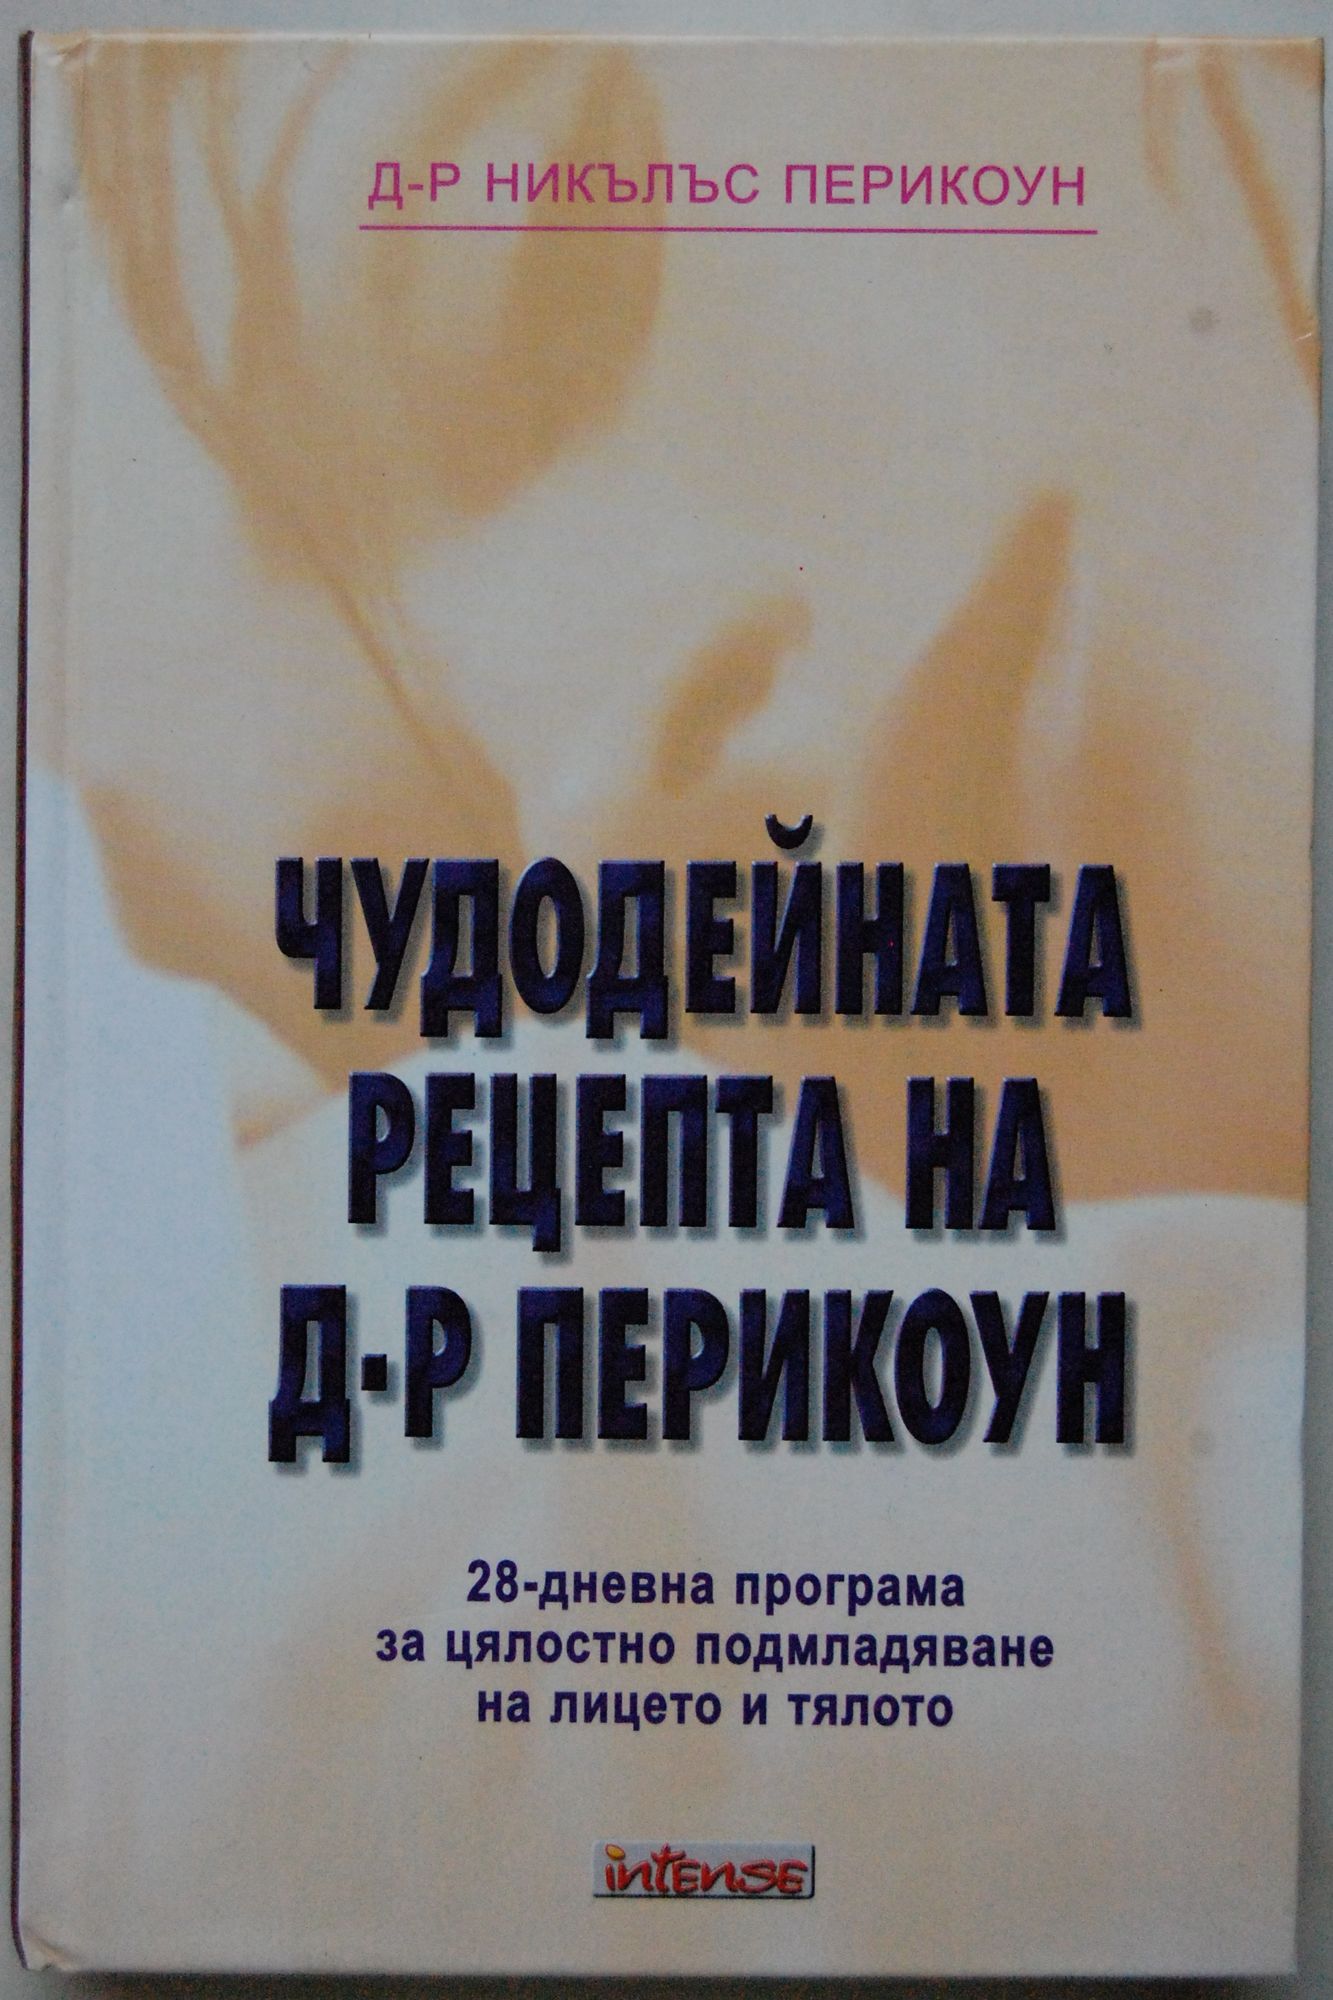 Д-Р НИКЪЛЪС ПЕРИКОУН
ЧУДОДЕЙНАТА
РЕЦЕПТА НА
Д-Р ПЕРИКОУН
28-дневна програма
за цялостно подмладяване
на лицето и тялото
intense